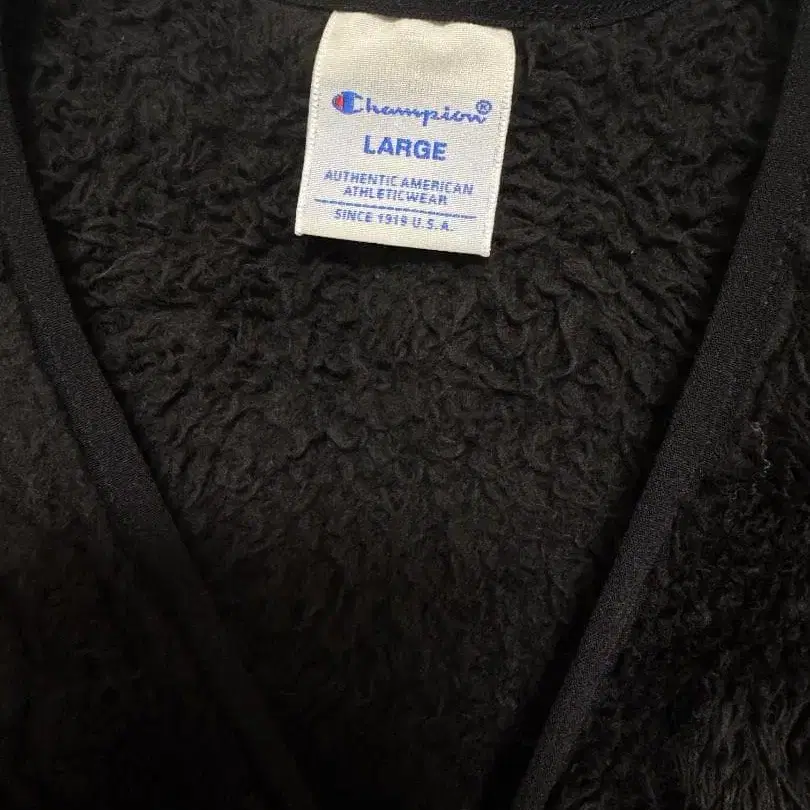 Champion®
LARGE
AUTHENTIC AMERICAN
ATHLETICWEAR
SINCE 1919 U.S.A.